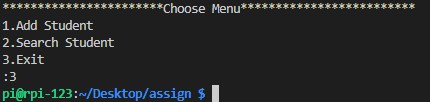 ***********************Choose Menu*************************
1.Add Student
2.Search Student
3.Exit
:3
pi@rpi-123:~/Desktop/assign $